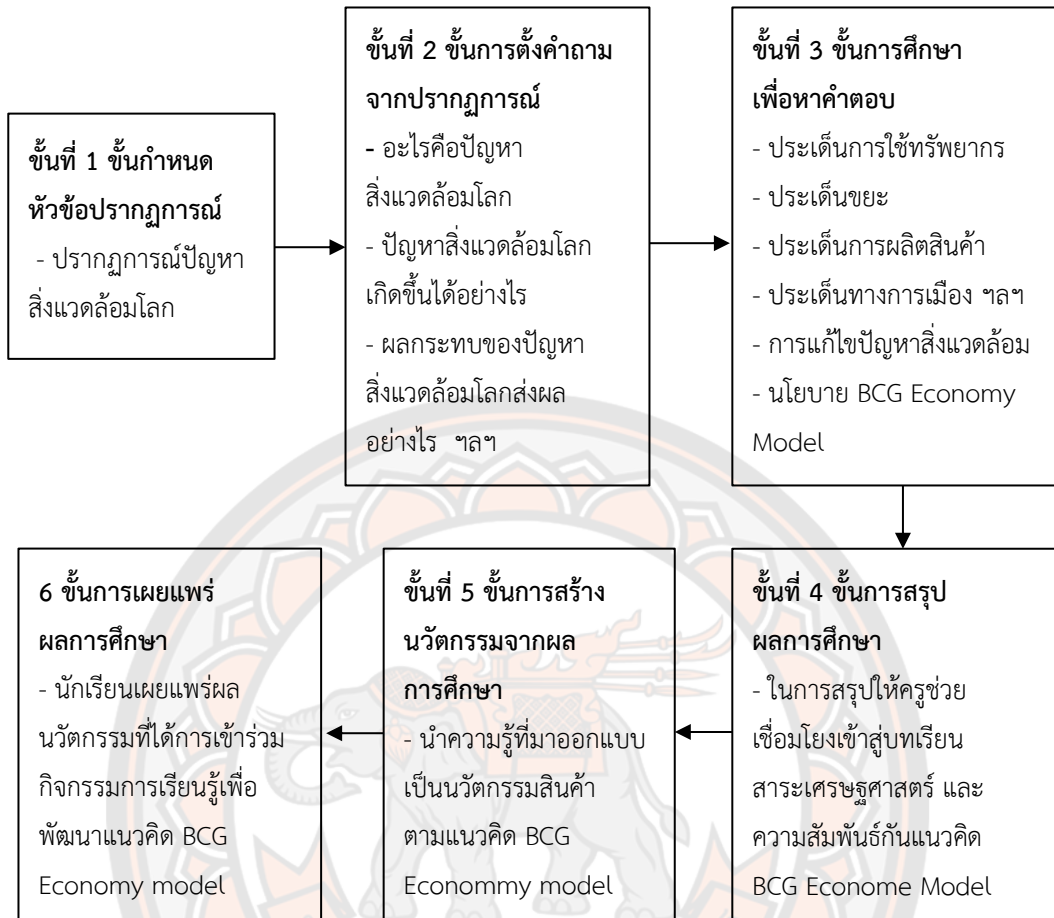 ขั้นที่ 1 ขั้นกำหนด
หัวข้อปรากฏการณ์
- ปรากฏการณ์ปัญหา
สิ่งแวดล้อมโลก
ขั้นที่ 2 ขั้นการตั้งคำถาม
จากปรากฏการณ์
- อะไรคือปัญหา
สิ่งแวดล้อมโลก
- ปัญหาสิ่งแวดล้อมโลก
เกิดขึ้นได้อย่างไร
- ผลกระทบของปัญหา
สิ่งแวดล้อมโลกส่งผล
อย่างไร ฯลฯ
ขั้นที่ 3 ขั้นการศึกษา
เพื่อหาคำตอบ
- ประเด็นการใช้ทรัพยากร
- ประเด็นขยะ
- ประเด็นการผลิตสินค้า
- ประเด็นทางการเมือง ฯลฯ
- การแก้ไขปัญหาสิ่งแวดล้อม
- นโยบาย BCG Economy
Model
ขั้นที่ 4 ขั้นการสรุป
ผลการศึกษา
- ในการสรุปให้ครูช่วย
เชื่อมโยงเข้าสู่บทเรียน
สาระเศรษฐศาสตร์ และ
ความสัมพันธ์กันแนวคิด
BCG Econome Model
ขั้นที่ 5 ขั้นการสร้าง
นวัตกรรมจากผล
การศึกษา
- นำความรู้ที่มาออกแบบ
เป็นนวัตกรรมสินค้า
ตามแนวคิด BCG
Econommy model
6 ขั้นการเผยแพร่
ผลการศึกษา
- นักเรียนเผยแพร่ผล
นวัตกรรมที่ได้การเข้าร่วม
กิจกรรมการเรียนรู้เพื่อ
พัฒนาแนวคิด BCG
Economy model